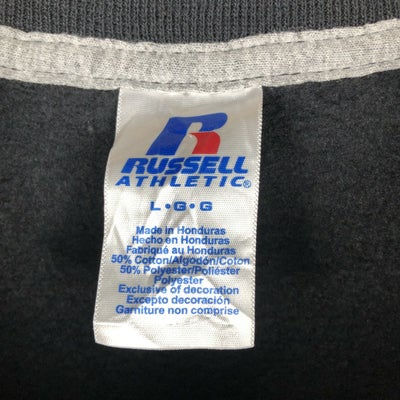 R
RUSSELL
ATHLETIC®
L•G•G
Made in Honduras
Hecho en Honduras
Fabriqué au Honduras
50% Cotton/Algodón/Coton
50% Polyester/Poliéster
Polyester
Exclusive of decoration
Excepto decoración
Garniture non comprise